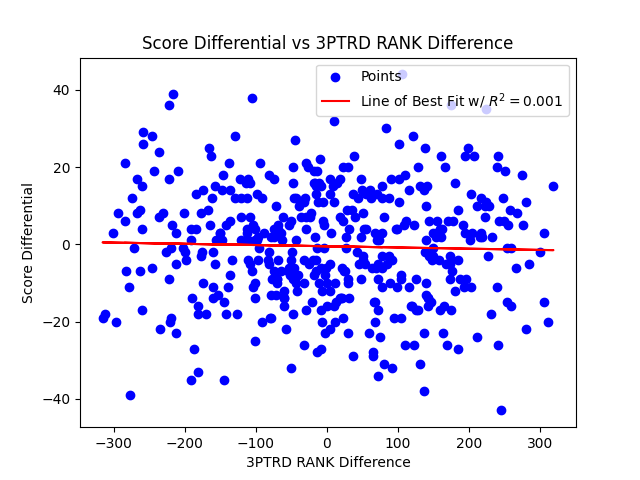 Score Differential vs 3PTRD RANK Difference
Points
Line of Best Fit w/ R² = 0.001
Score Differential
40
20
0
−20
−40
−300 −200 −100 0 100 200 300
3PTRD RANK Difference